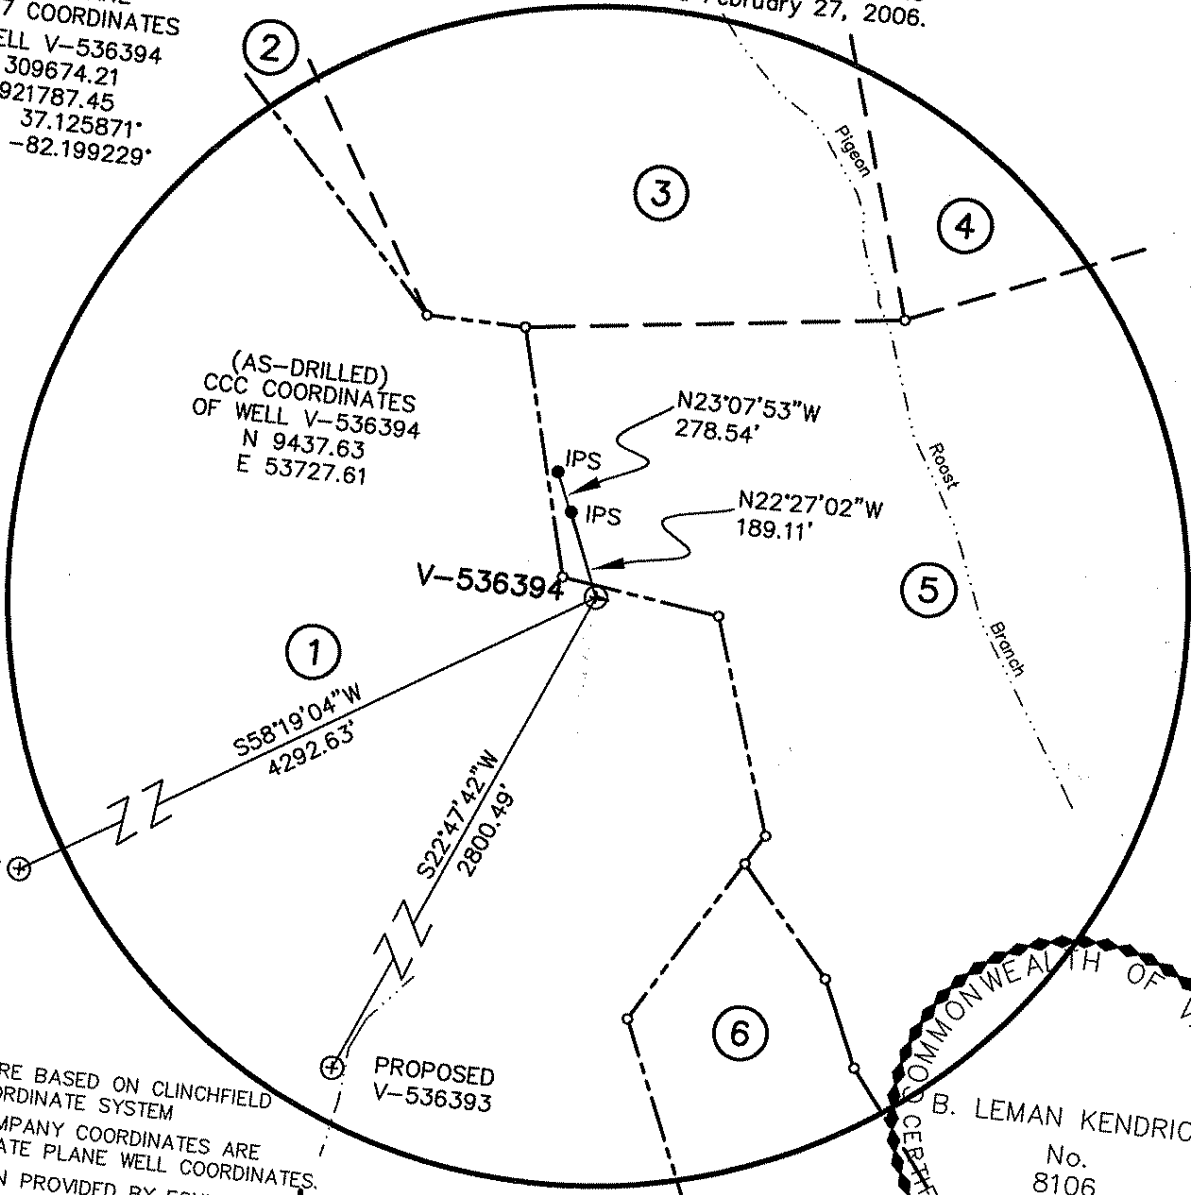 7 COORDINATES
ELL V-536394
309674.21
921787.45
37.125871°
-82.199229°
27, 2006.
2
3
4
Pigeon
(AS-DRILLED)
CCC COORDINATES
OF WELL V-536394
N 9437.63
E 53727.61
N23°07'53"W
278.54'
IPS
IPS
N22°27'02"W
189.11'
Roost
V-536394
5
Branch
1
S58°19'04"W
4292.63'
S22°47'42"W
2800.49'
6
PROPOSED
V-536393
RE BASED ON CLINCHFIELD
ORDINATE SYSTEM
MPANY COORDINATES ARE
ATE PLANE WELL COORDINATES.
N PROVIDED BY
COMMONWEALTH OF V
B. LEMAN KENDRIC
No.
8106
CERTI